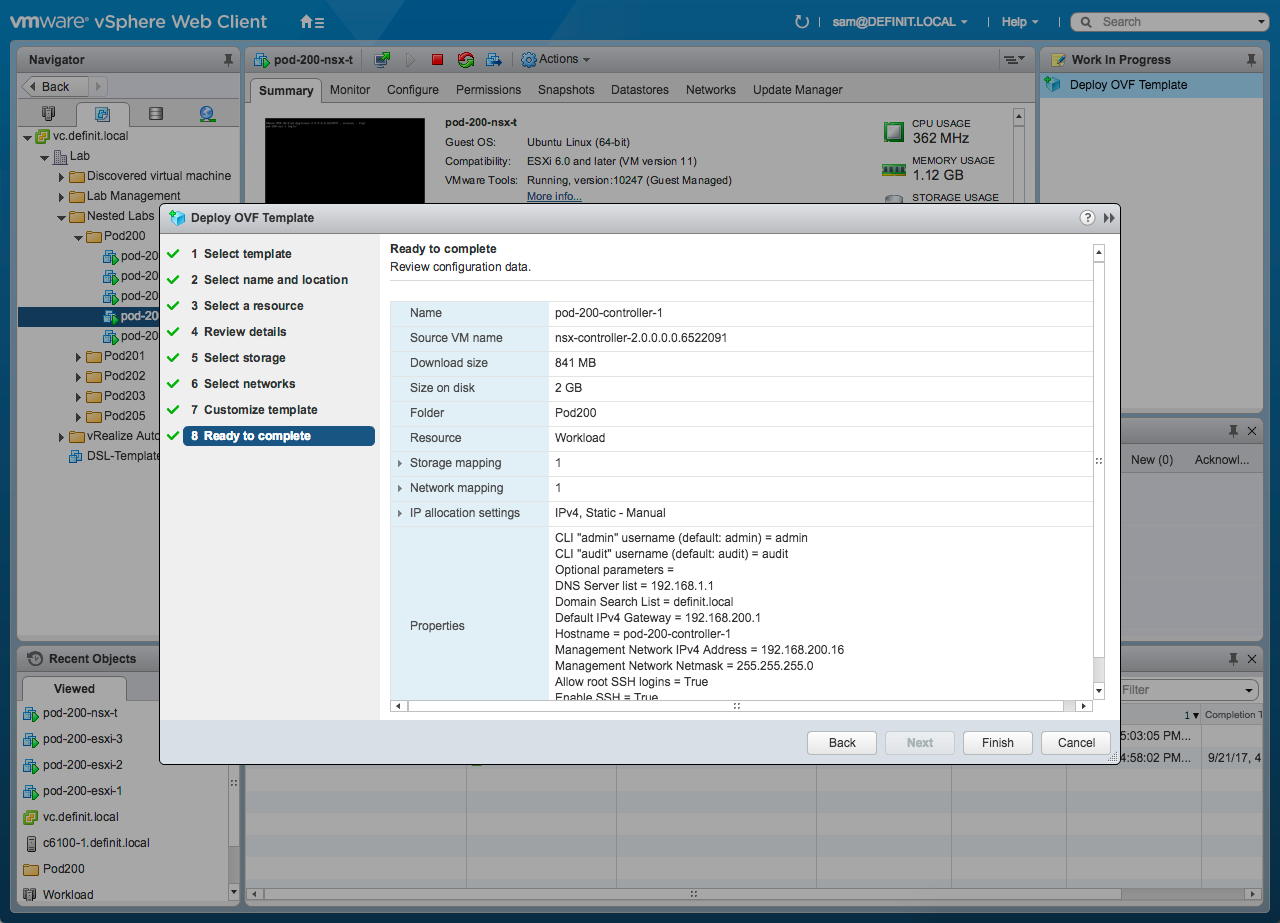 vmware® vSphere Web Client
sam@DEFINIT.LOCAL
Help
Search
Navigator
Back
vc.definit.local
Lab
Discovered virtual machine
Lab Management
Nested Labs
Pod200
pod-20
pod-20
pod-20
pod-20
pod-20
Pod201
Pod202
Pod203
Pod205
vRealize Auto
DSL-Template
Recent Objects
Viewed
pod-200-nsx-t
pod-200-esxi-3
pod-200-esxi-2
pod-200-esxi-1
vc.definit.local
c6100-1.definit.local
Pod200
Workload
pod-200-nsx-t
Actions
Summary
Monitor
Configure
Permissions
Snapshots
Datastores
Networks
Update Manager
pod-200-nsx-t
Guest OS: Ubuntu Linux (64-bit)
Compatibility: ESXi 6.0 and later (VM version 11)
VMware Tools: Running, version:10247 (Guest Managed)
More info...
CPU USAGE
362 MHz
MEMORY USAGE
1.12 GB
STORAGE USAGE
Work In Progress
Deploy OVF Template
Deploy OVF Template
1 Select template
2 Select name and location
3 Select a resource
4 Review details
5 Select storage
6 Select networks
7 Customize template
8 Ready to complete
Ready to complete
Review configuration data.
Name pod-200-controller-1
Source VM name nsx-controller-2.0.0.0.0.6522091
Download size 841 MB
Size on disk 2 GB
Folder Pod200
Resource Workload
Storage mapping 1
Network mapping 1
IP allocation settings IPv4, Static - Manual
Properties
CLI "admin" username (default: admin) = admin
CLI "audit" username (default: audit) = audit
Optional parameters =
DNS Server list = 192.168.1.1
Domain Search List = definit.local
Default IPv4 Gateway = 192.168.200.1
Hostname = pod-200-controller-1
Management Network IPv4 Address = 192.168.200.16
Management Network Netmask = 255.255.255.0
Allow root SSH logins = True
Enable SSH = True
Back
Next
Finish
Cancel
New (0)
Acknowl...
Filter
1
Completion T
5:03:05 PM...
4:58:02 PM...
9/21/17, 4